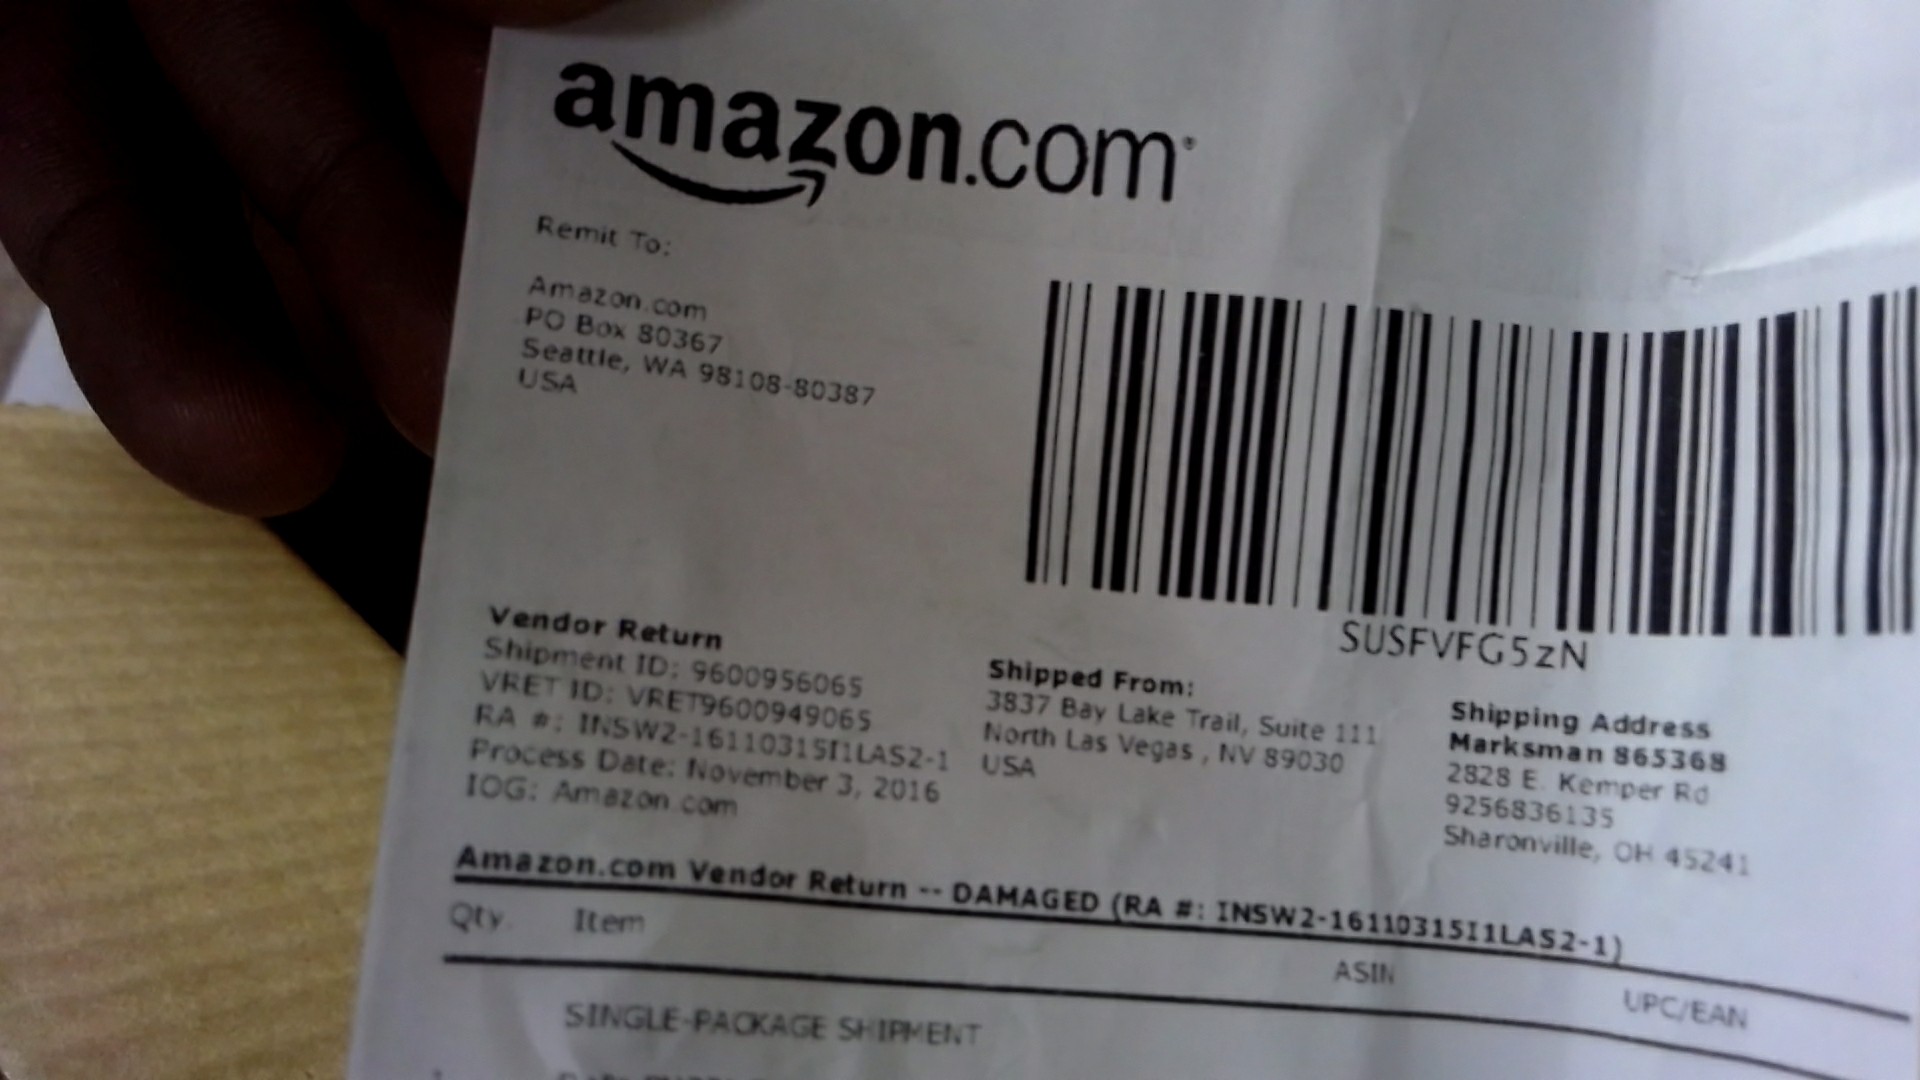 amazon.com
Remit To:
Amazon.com
PO Box 80367
Seattle, WA 98108-80387
USA
SUSFVFG5zN
Vendor Return
Shipment ID: 9600956065
VRET ID: VRET9600949065
RA #: INSW2-16110315I1LAS2-1
Process Date: November 3, 2016
IOG: Amazon.com
Shipped From:
3837 Bay Lake Trail, Suite 111
North Las Vegas , NV 89030
USA
Shipping Address
Marksman 865368
2828 E. Kemper Rd
9256836135
Sharonville, OH 45241
Amazon.com Vendor Return -- DAMAGED (RA #: INSW2-16110315I1LAS2-1)
Qty. Item ASIN UPC/EAN
SINGLE-PACKAGE SHIPMENT